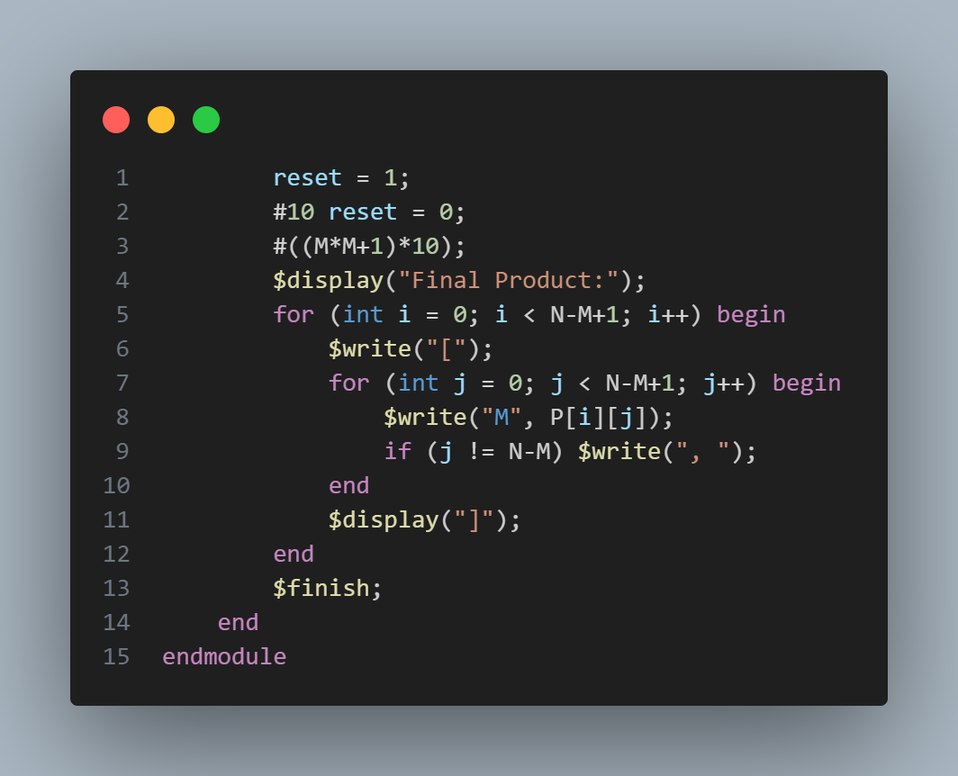 1 reset = 1;
2 #10 reset = 0;
3 #((M*M+1)*10);
4 $display("Final Product:");
5 for (int i = 0; i < N-M+1; i++) begin
6 $write("[");
7 for (int j = 0; j < N-M+1; j++) begin
8 $write("M", P[i][j]);
9 if (j != N-M) $write(", ");
10 end
11 $display("]");
12 end
13 $finish;
14 end
15 endmodule